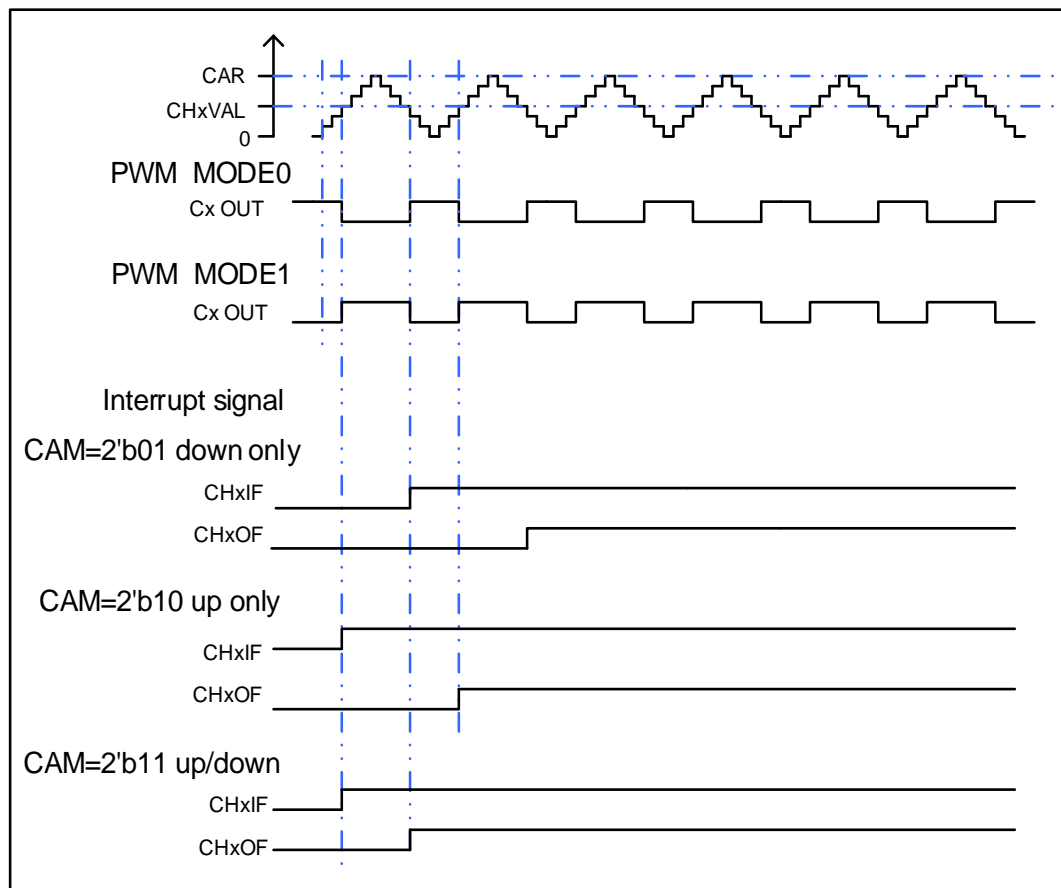 CAR
CHxVAL
0
PWM MODE0
Cx OUT
PWM MODE1
Cx OUT
Interrupt signal
CAM=2'b01 down only
CHxIF
CHxOF
CAM=2'b10 up only
CHxIF
CHxOF
CAM=2'b11 up/down
CHxIF
CHxOF